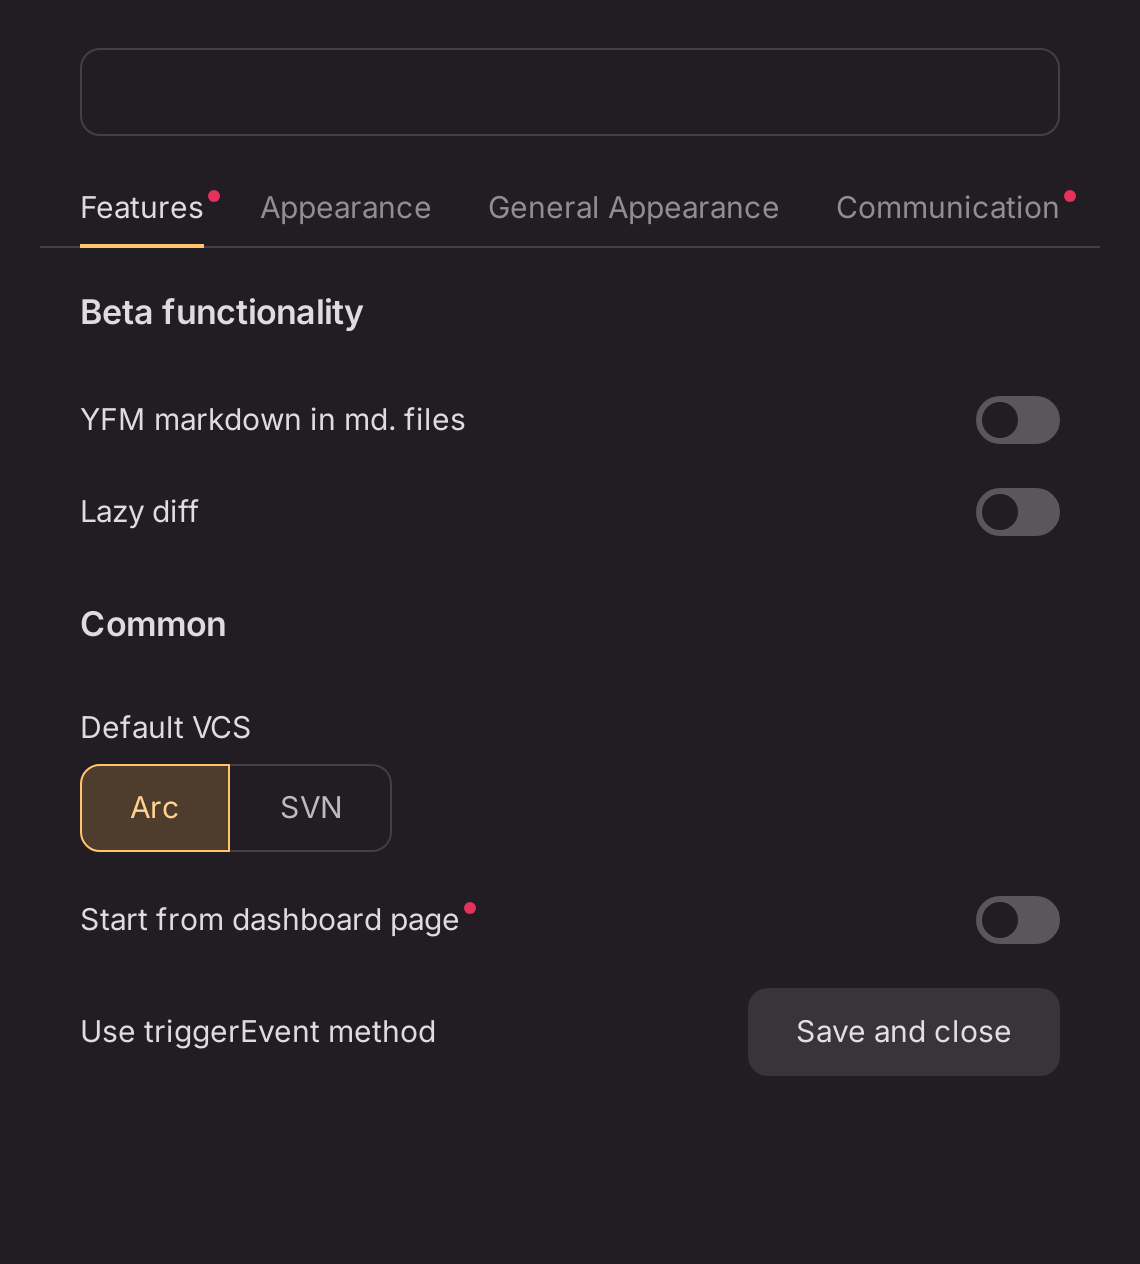 Features Appearance General Appearance Communication
Beta functionality
YFM markdown in md. files
Lazy diff
Common
Default VCS
Arc SVN
Start from dashboard page
Use triggerEvent method Save and close